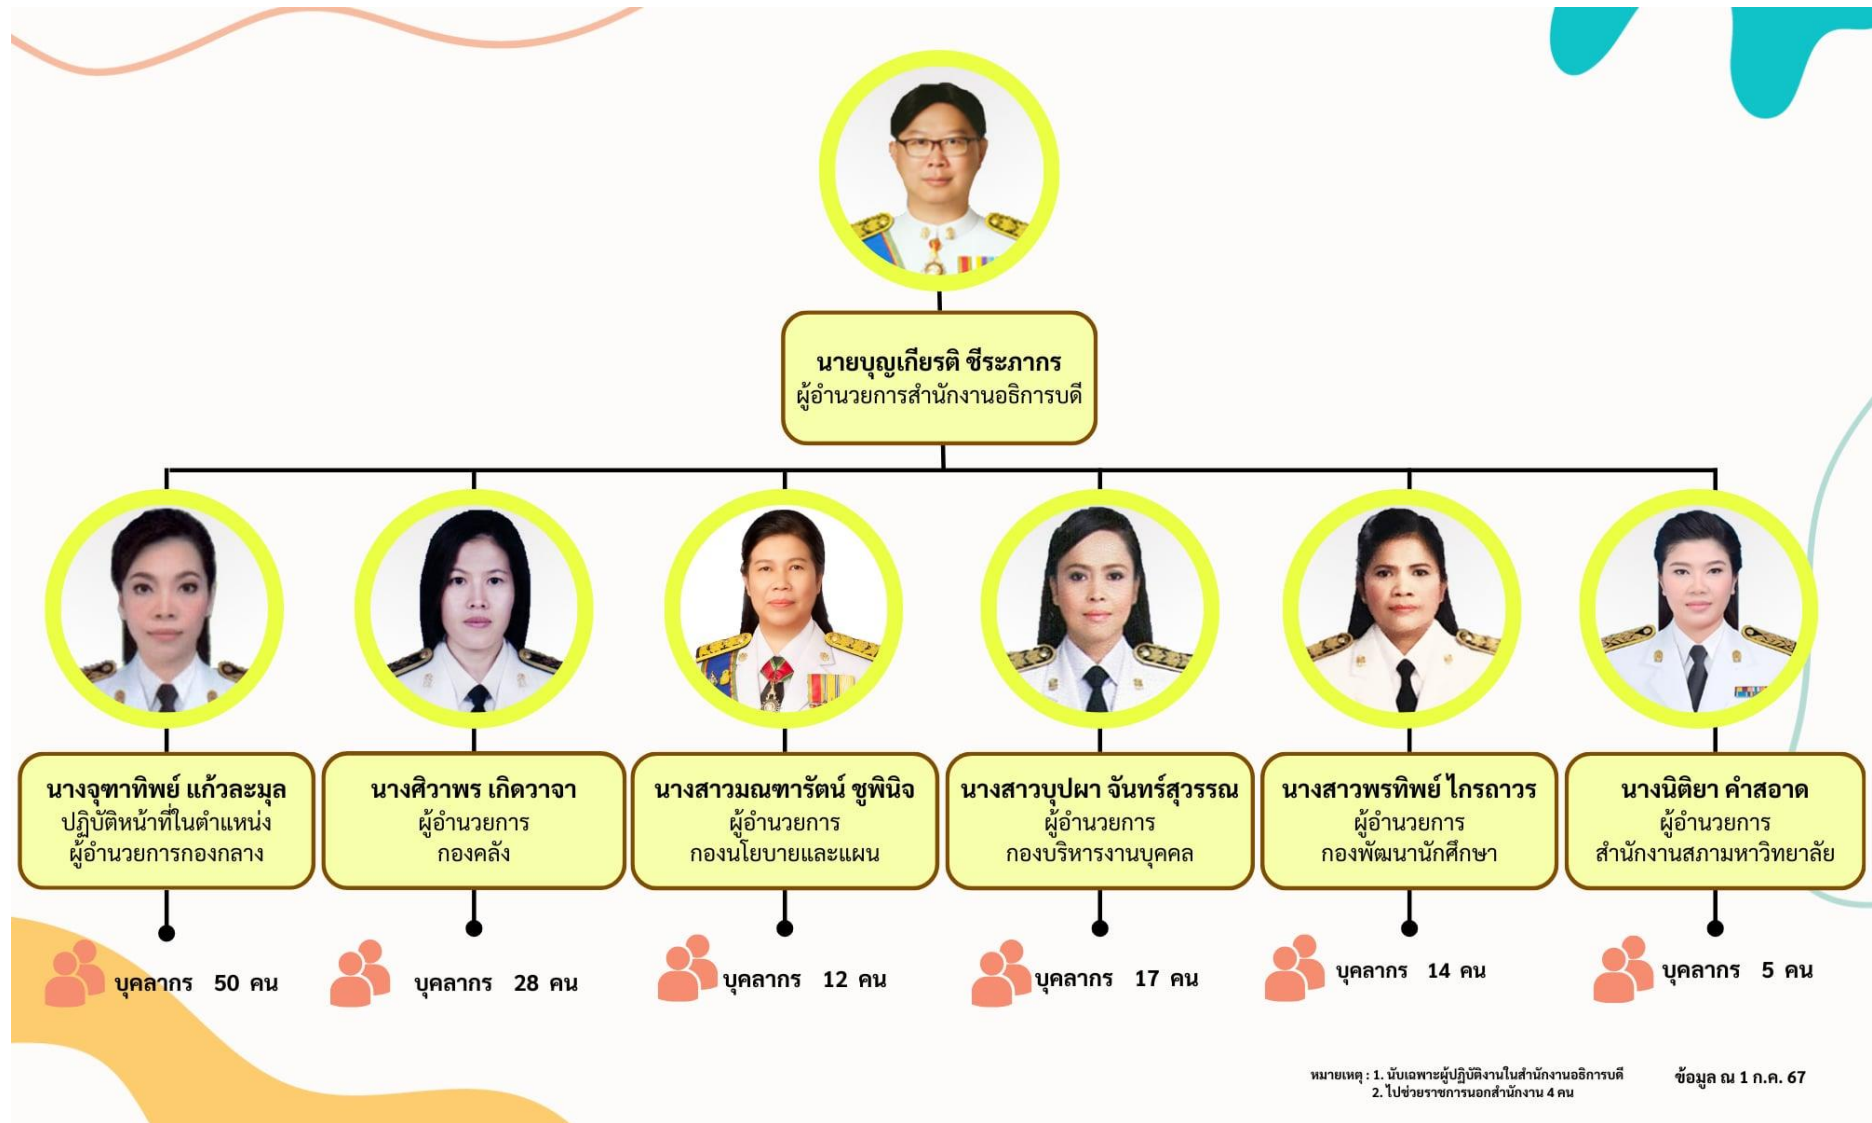 นายบุญเกียรติ ชีระภากร
ผู้อำนวยการสำนักงานอธิการบดี
นางจุฑาทิพย์ แก้วละมุล
ปฏิบัติหน้าที่ในตำแหน่ง
ผู้อำนวยการกองกลาง
บุคลากร 50 คน
นางศิวาพร เกิดวาจา
ผู้อำนวยการ
กองคลัง
บุคลากร 28 คน
นางสาวมณฑารัตน์ ชูพินิจ
ผู้อำนวยการ
กองนโยบายและแผน
บุคลากร 12 คน
นางสาวบุปผา จันทร์สุวรรณ
ผู้อำนวยการ
กองบริหารงานบุคคล
บุคลากร 17 คน
นางสาวพรทิพย์ ไกรถาวร
ผู้อำนวยการ
กองพัฒนานักศึกษา
บุคลากร 14 คน
นางนิติยา คำสอาด
ผู้อำนวยการ
สำนักงานสภามหาวิทยาลัย
บุคลากร 5 คน
หมายเหตุ : 1. นับเฉพาะผู้ปฏิบัติงานในสำนักงานอธิการบดี
2. ไปช่วยราชการนอกสำนักงาน 4 คน
ข้อมูล ณ 1 ก.ค. 67